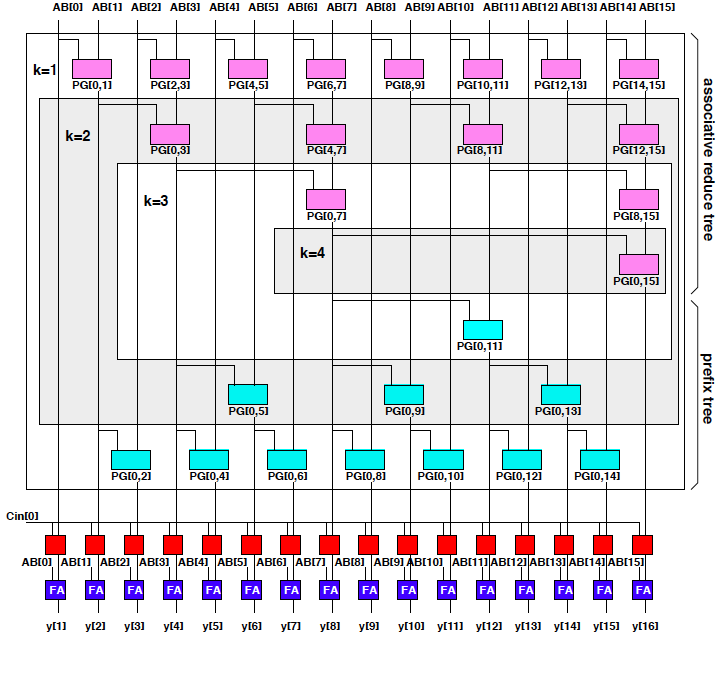 AB[0] AB[1] AB[2] AB[3] AB[4] AB[5] AB[6] AB[7] AB[8] AB[9] AB[10] AB[11] AB[12] AB[13] AB[14] AB[15]
k=1
PG[0,1] PG[2,3] PG[4,5] PG[6,7] PG[8,9] PG[10,11] PG[12,13] PG[14,15]
k=2
PG[0,3] PG[4,7] PG[8,11] PG[12,15]
k=3
PG[0,7] PG[8,15]
k=4
PG[0,15]
associative reduce tree
PG[0,11]
PG[0,5] PG[0,9] PG[0,13]
prefix tree
PG[0,2] PG[0,4] PG[0,6] PG[0,8] PG[0,10] PG[0,12] PG[0,14]
Cin[0]
AB[0] AB[1] AB[2] AB[3] AB[4] AB[5] AB[6] AB[7] AB[8] AB[9] AB[10] AB[11] AB[12] AB[13] AB[14] AB[15]
FA FA FA FA FA FA FA FA FA FA FA FA FA FA FA FA
y[1] y[2] y[3] y[4] y[5] y[6] y[7] y[8] y[9] y[10] y[11] y[12] y[13] y[14] y[15] y[16]